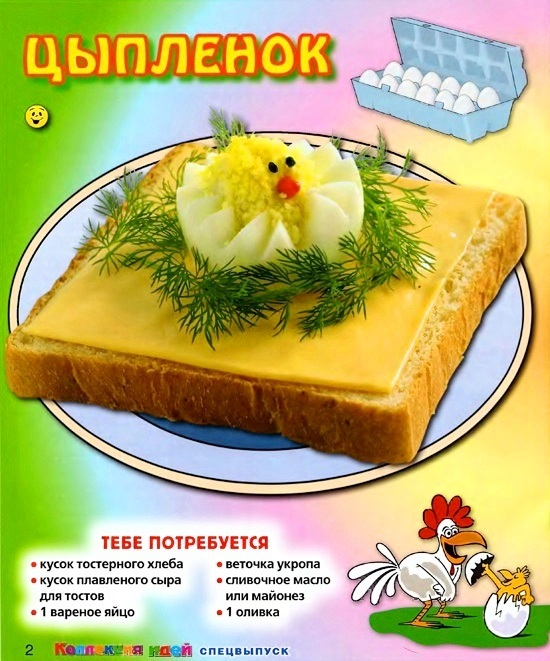 ЦЫПЛЕНОК
ТЕБЕ ПОТРЕБУЕТСЯ
• кусок тостерного хлеба
• кусок плавленого сыра
для тостов
• 1 вареное яйцо
• веточка укропа
• сливочное масло
или майонез
• 1 оливка
2 Коллекция идей СПЕЦВЫПУСК